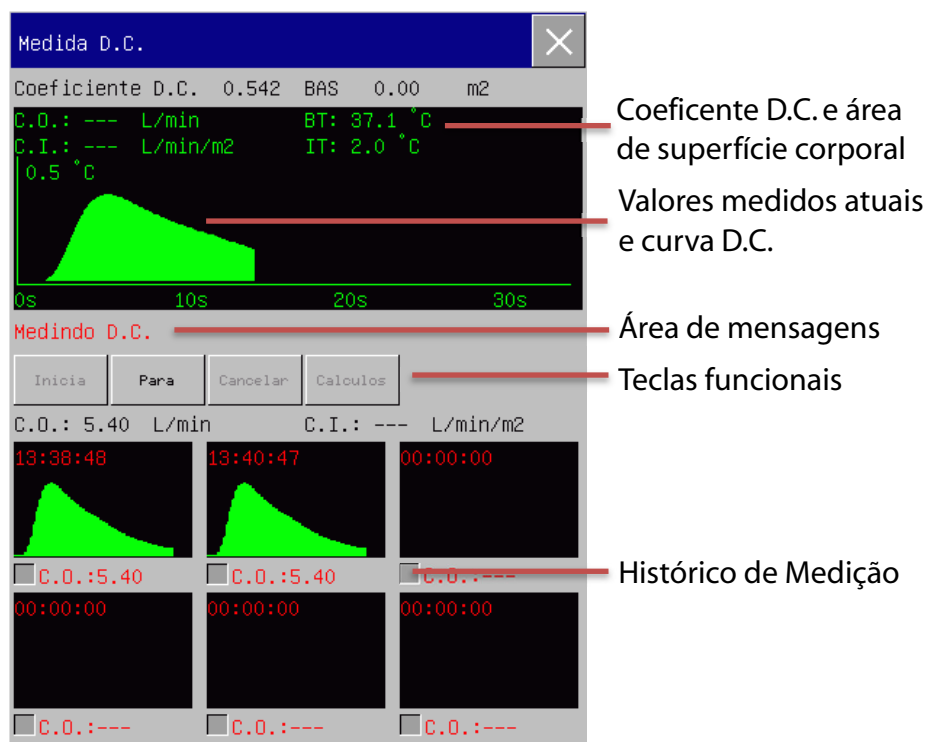 Medida D.C.
Coeficiente D.C. 0.542 BAS 0.00 m2
C.O.: --- L/min BT: 37.1 °C
C.I.: --- L/min/m2 IT: 2.0 °C
0.5 °C
0s 10s 20s 30s
Medindo D.C.
Inicia Para Cancelar Calculos
C.O.: 5.40 L/min C.I.: --- L/min/m2
13:38:48 13:40:47 00:00:00
C.O.:5.40 C.O.:5.40 C.O.:---
00:00:00 00:00:00 00:00:00
C.O.:--- C.O.:--- C.O.:---
Coeficente D.C. e área
de superfície corporal
Valores medidos atuais
e curva D.C.
Área de mensagens
Teclas funcionais
Histórico de Medição